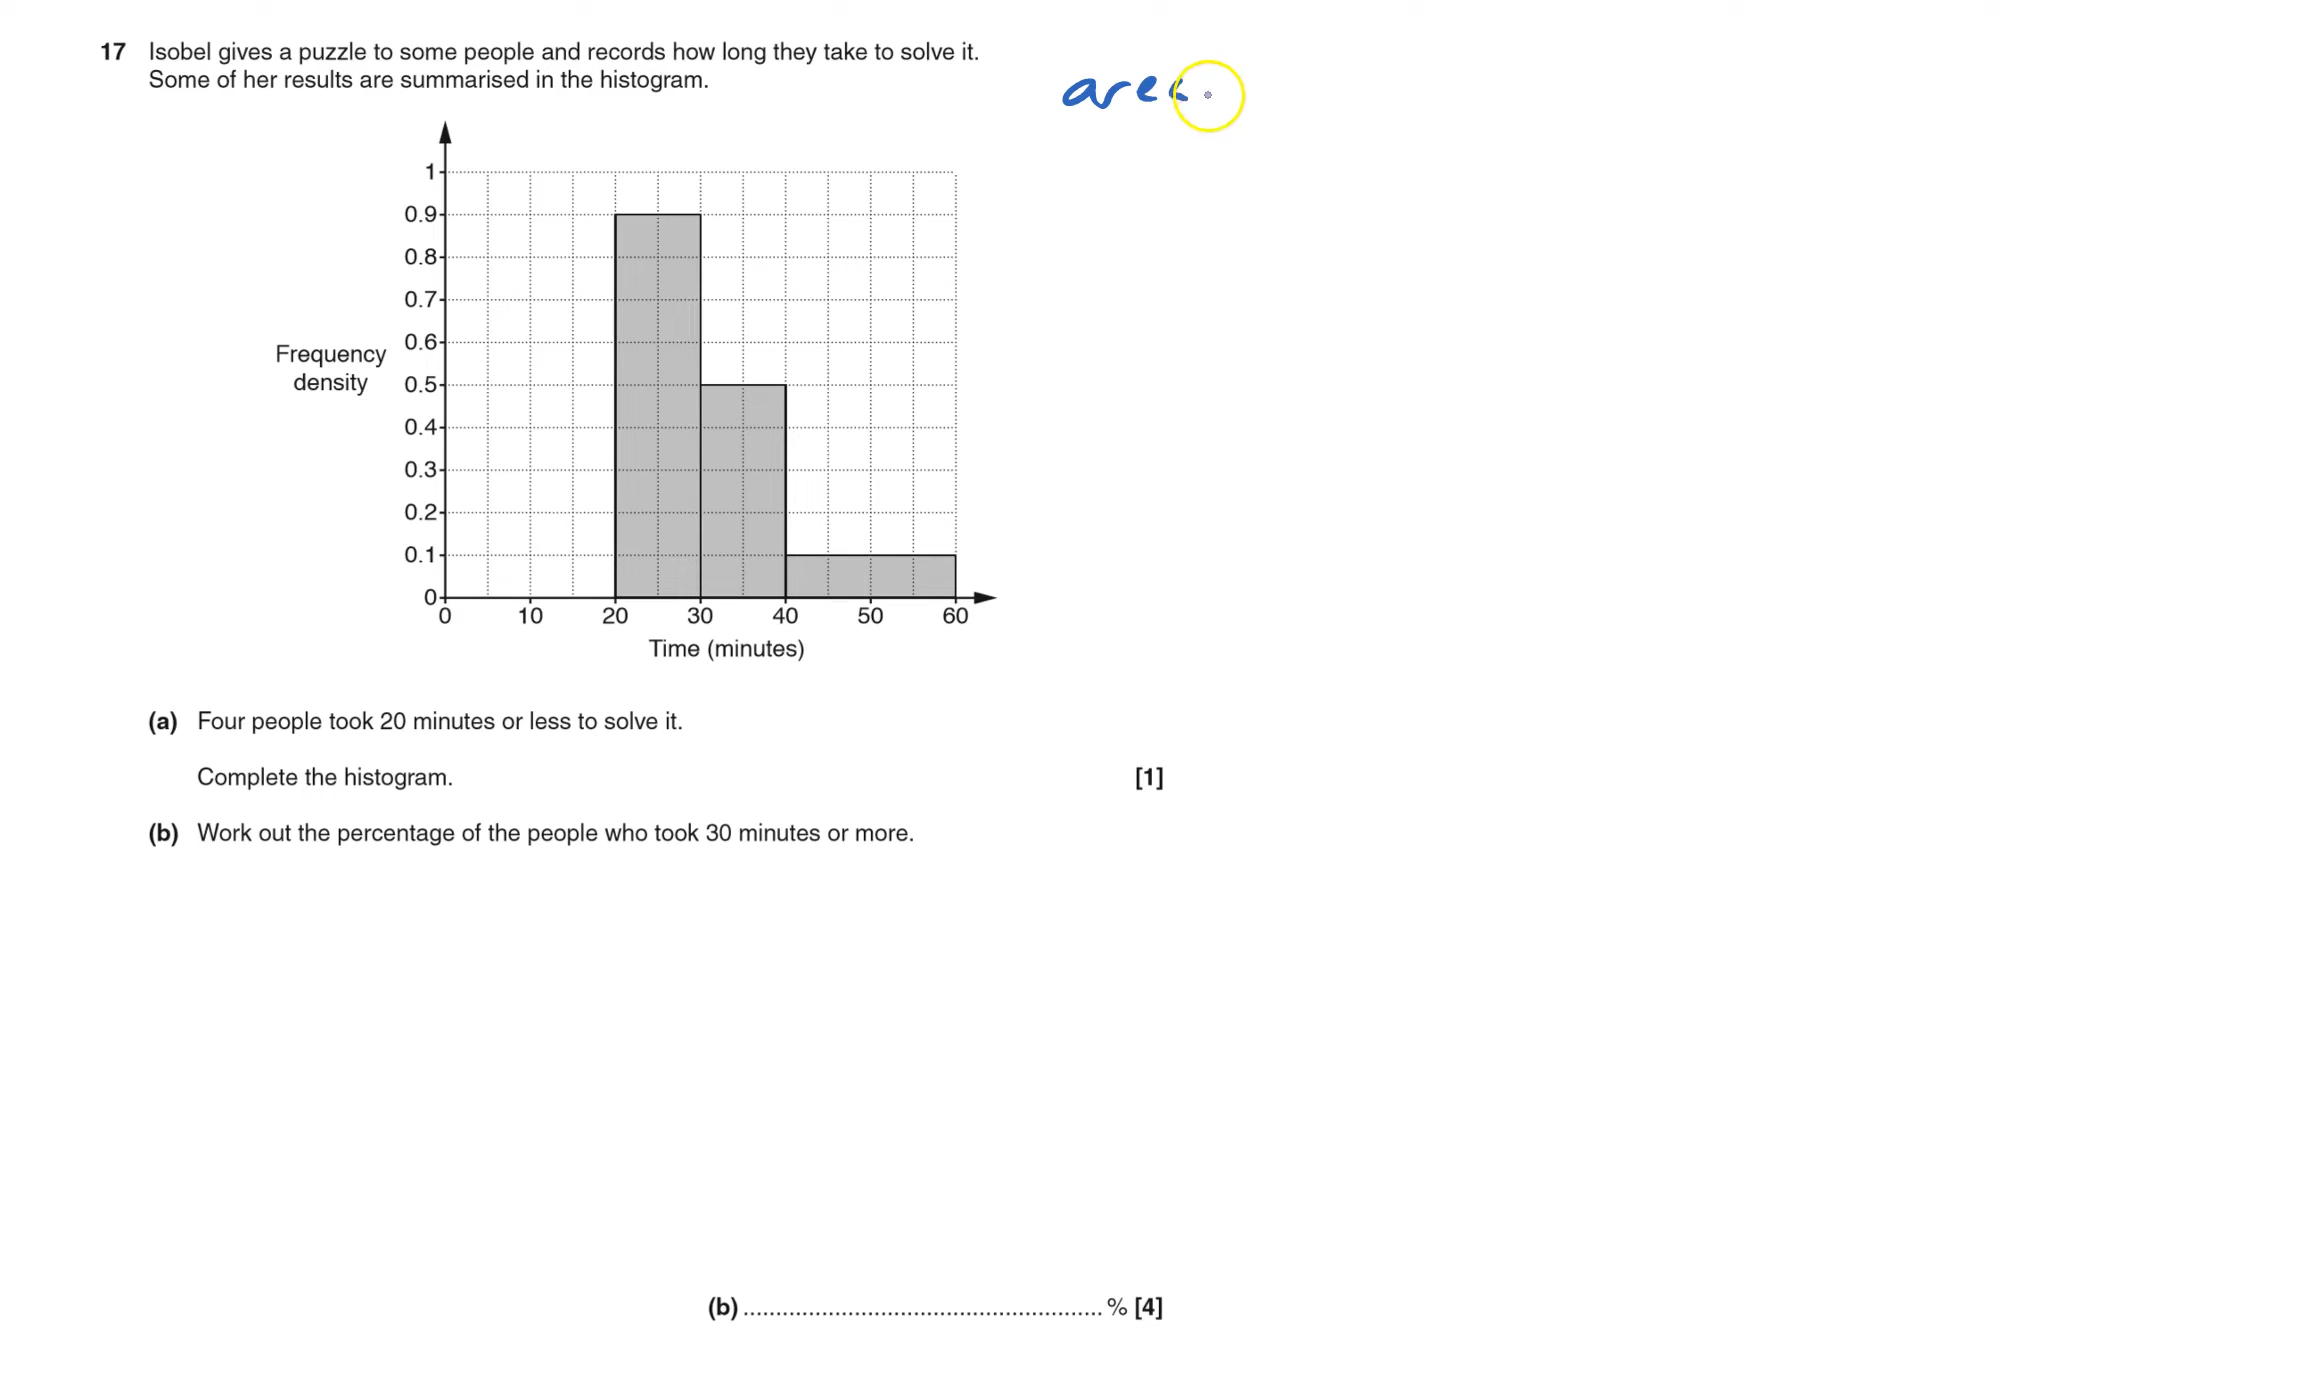 17 Isobel gives a puzzle to some people and records how long they take to solve it.
Some of her results are summarised in the histogram.
area
1
0.9
0.8
0.7
0.6
0.5
0.4
0.3
0.2
0.1
0
Frequency
density
0 10 20 30 40 50 60
Time (minutes)
(a) Four people took 20 minutes or less to solve it.
Complete the histogram. [1]
(b) Work out the percentage of the people who took 30 minutes or more.
(b) ....................................................... % [4]